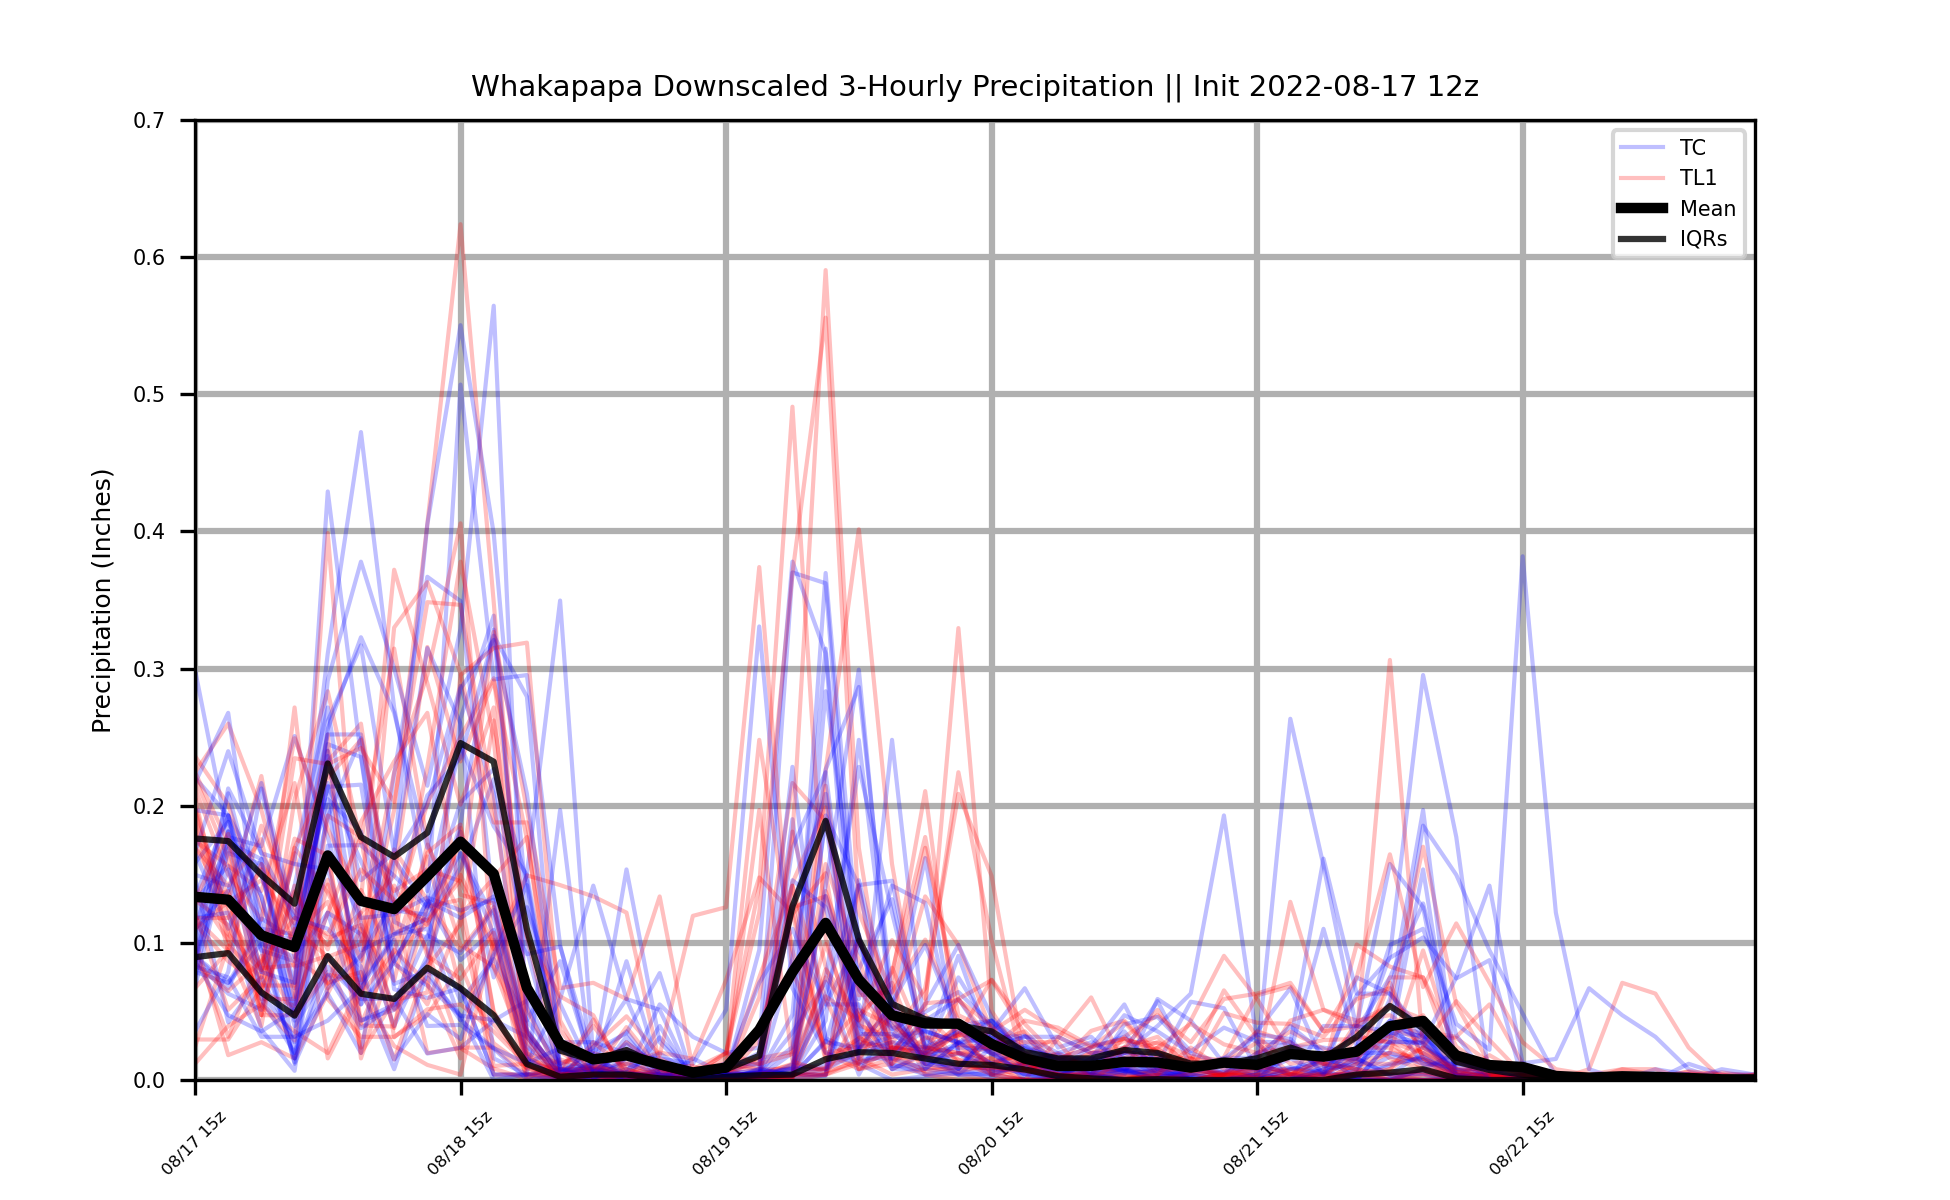 Whakapapa Downscaled 3-Hourly Precipitation || Init 2022-08-17 12z
TC
TL1
Mean
IQRs
Precipitation (Inches)
0.7
0.6
0.5
0.4
0.3
0.2
0.1
0.0
08/17 15z
08/18 15z
08/19 15z
08/20 15z
08/21 15z
08/22 15z